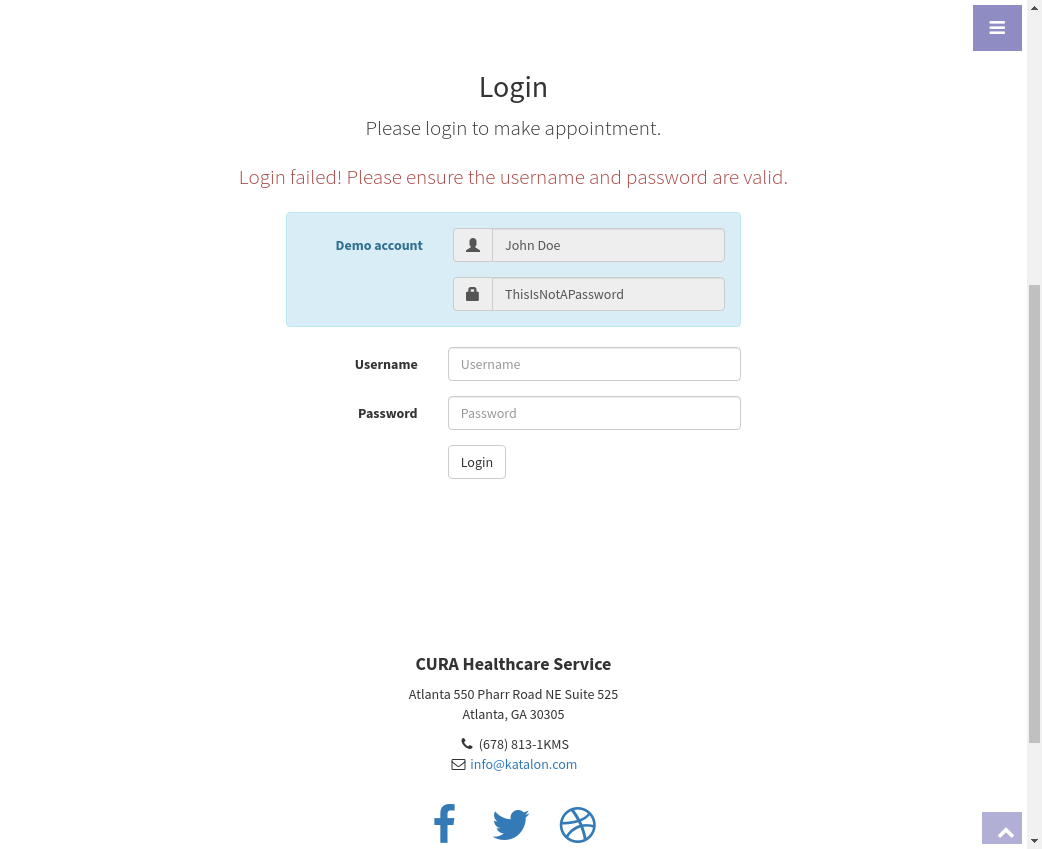 Login
Please login to make appointment.
Login failed! Please ensure the username and password are valid.
Demo account
John Doe
ThisIsNotAPassword
Username
Username
Password
Password
Login
CURA Healthcare Service
Atlanta 550 Pharr Road NE Suite 525
Atlanta, GA 30305
(678) 813-1KMS
info@katalon.com